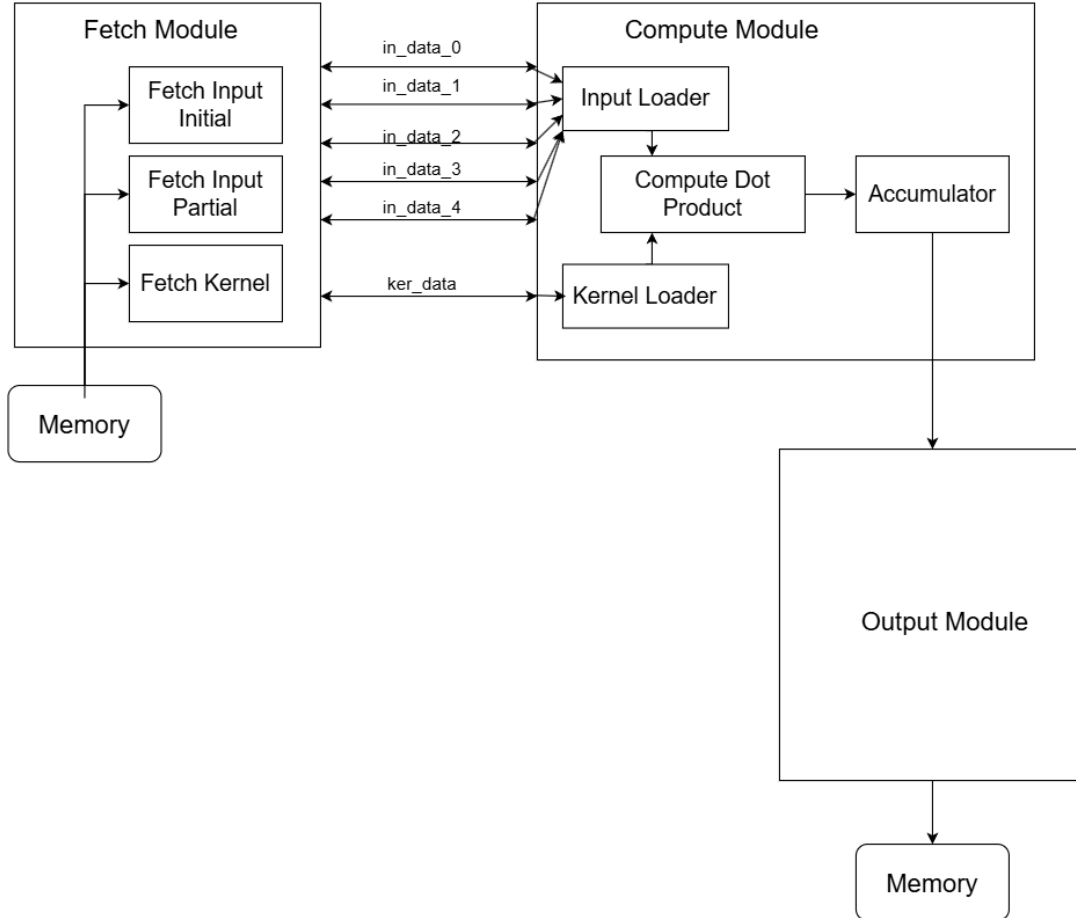 Fetch Module
Fetch Input
Initial
Fetch Input
Partial
Fetch Kernel
Memory
in_data_0
in_data_1
in_data_2
in_data_3
in_data_4
ker_data
Compute Module
Input Loader
Compute Dot
Product
Accumulator
Kernel Loader
Output Module
Memory